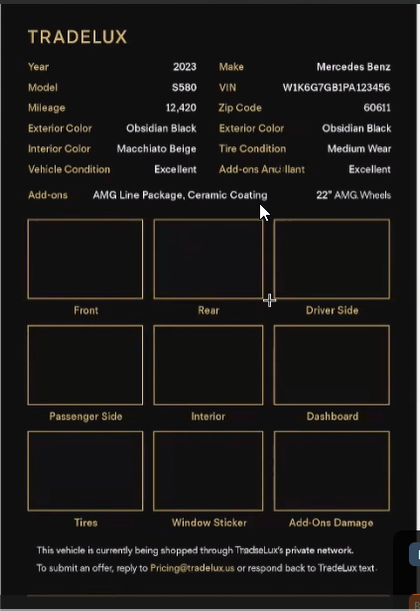 TRADELUX
Year 2023 Make Mercedes Benz
Model S580 VIN W1K6G7GB1PA123456
Mileage 12,420 Zip Code 60611
Exterior Color Obsidian Black Exterior Color Obsidian Black
Interior Color Macchiato Beige Tire Condition Medium Wear
Vehicle Condition Excellent Add-ons Excellent
Add-ons AMG Line Package, Ceramic Coating 22" AMG Wheels
Front Rear Driver Side
Passenger Side Interior Dashboard
Tires Window Sticker Add-Ons Damage
This vehicle is currently being shopped through TradseLux's private network.
To submit an offer, reply to Pricing@tradelux.us or respond back to TradeLux text.